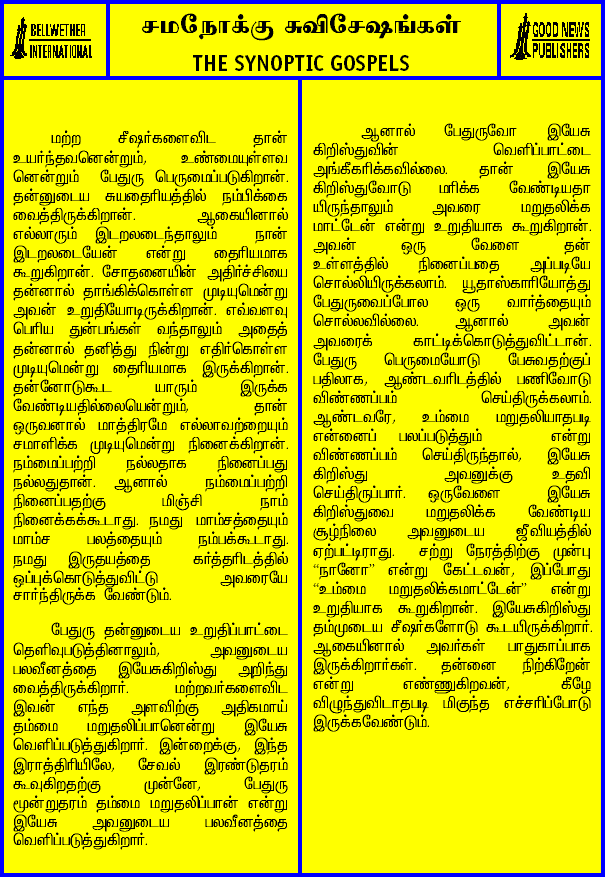 BELLWETHER
INTERNATIONAL
சமநோக்கு சுவிசேஷங்கள்
THE SYNOPTIC GOSPELS
GOOD NEWS
PUBLISHERS
மற்ற சீஷர்களைவிட தான்
உயர்ந்தவனென்றும், உண்மையுள்ளவ
னென்றும் பேதுரு பெருமைப்படுகிறான்.
தன்னுடைய சுயதைரியத்தில் நம்பிக்கை
வைத்திருக்கிறான். ஆகையினால்
எல்லாரும் இடறலடைந்தாலும் நான்
இடறலடையேன் என்று தைரியமாக
கூறுகிறான். சோதனையின் அதிர்ச்சியை
தன்னால் தாங்கிக்கொள்ள முடியுமென்று
அவன் உறுதியோடிருக்கிறான். எவ்வளவு
பெரிய துன்பங்கள் வந்தாலும் அதைத்
தன்னால் தனித்து நின்று எதிர்கொள்ள
முடியுமென்று தைரியமாக இருக்கிறான்.
தன்னோடுகூட யாரும் இருக்க
வேண்டியதில்லையென்றும், தான்
ஒருவனால் மாத்திரமே எல்லாவற்றையும்
சமாளிக்க முடியுமென்று நினைக்கிறான்.
நம்மைப்பற்றி நல்லதாக நினைப்பது
நல்லதுதான். ஆனால் நம்மைப்பற்றி
நினைப்பதற்கு மிஞ்சி நாம்
நினைக்கக்கூடாது. நமது மாம்சத்தையும்
மாம்ச பலத்தையும் நம்பக்கூடாது.
நமது இருதயத்தை கர்த்தரிடத்தில்
ஒப்புக்கொடுத்துவிட்டு அவரையே
சார்ந்திருக்க வேண்டும்.
பேதுரு தன்னுடைய உறுதிப்பாட்டை
தெளிவுபடுத்தினாலும், அவனுடைய
பலவீனத்தை இயேசுகிறிஸ்து அறிந்து
வைத்திருக்கிறார். மற்றவர்களைவிட
இவன் எந்த அளவிற்கு அதிகமாய்
தம்மை மறுதலிப்பானென்று இயேசு
வெளிப்படுத்துகிறார். இன்றைக்கு, இந்த
இராத்திரியிலே, சேவல் இரண்டுதரம்
கூவுகிறதற்கு முன்னே, பேதுரு
மூன்றுதரம் தம்மை மறுதலிப்பான் என்று
இயேசு அவனுடைய பலவீனத்தை
வெளிப்படுத்துகிறார்.
ஆனால் பேதுருவோ இயேசு
கிறிஸ்துவின் வெளிப்பாட்டை
அங்கீகரிக்கவில்லை. தான் இயேசு
கிறிஸ்துவோடு மரிக்க வேண்டியதா
யிருந்தாலும் அவரை மறுதலிக்க
மாட்டேன் என்று உறுதியாக கூறுகிறான்.
அவன் ஒரு வேளை தன்
உள்ளத்தில் நினைப்பதை அப்படியே
சொல்லியிருக்கலாம். யூதாஸ்காரியோத்து
பேதுருவைப்போல ஒரு வார்த்தையும்
சொல்லவில்லை. ஆனால் அவன்
அவரைக் காட்டிக்கொடுத்துவிட்டான்.
பேதுரு பெருமையோடு பேசுவதற்குப்
பதிலாக, ஆண்டவரிடத்தில் பணிவோடு
விண்ணப்பம் செய்திருக்கலாம்.
ஆண்டவரே, உம்மை மறுதலியாதபடி
என்னைப் பலப்படுத்தும் என்று
விண்ணப்பம் செய்திருந்தால், இயேசு
கிறிஸ்து அவனுக்கு உதவி
செய்திருப்பார். ஒருவேளை இயேசு
கிறிஸ்துவை மறுதலிக்க வேண்டிய
சூழ்நிலை அவனுடைய ஜீவியத்தில்
ஏற்பட்டிராது. சற்று நேரத்திற்கு முன்பு
“நானோ” என்று கேட்டவன், இப்போது
“உம்மை மறுதலிக்கமாட்டேன்” என்று
உறுதியாக கூறுகிறான். இயேசுகிறிஸ்து
தம்முடைய சீஷர்களோடு கூடயிருக்கிறார்.
ஆகையினால் அவர்கள் பாதுகாப்பாக
இருக்கிறார்கள். தன்னை நிற்கிறேன்
என்று எண்ணுகிறவன், கீழே
விழுந்துவிடாதபடி மிகுந்த எச்சரிப்போடு
இருக்கவேண்டும்.